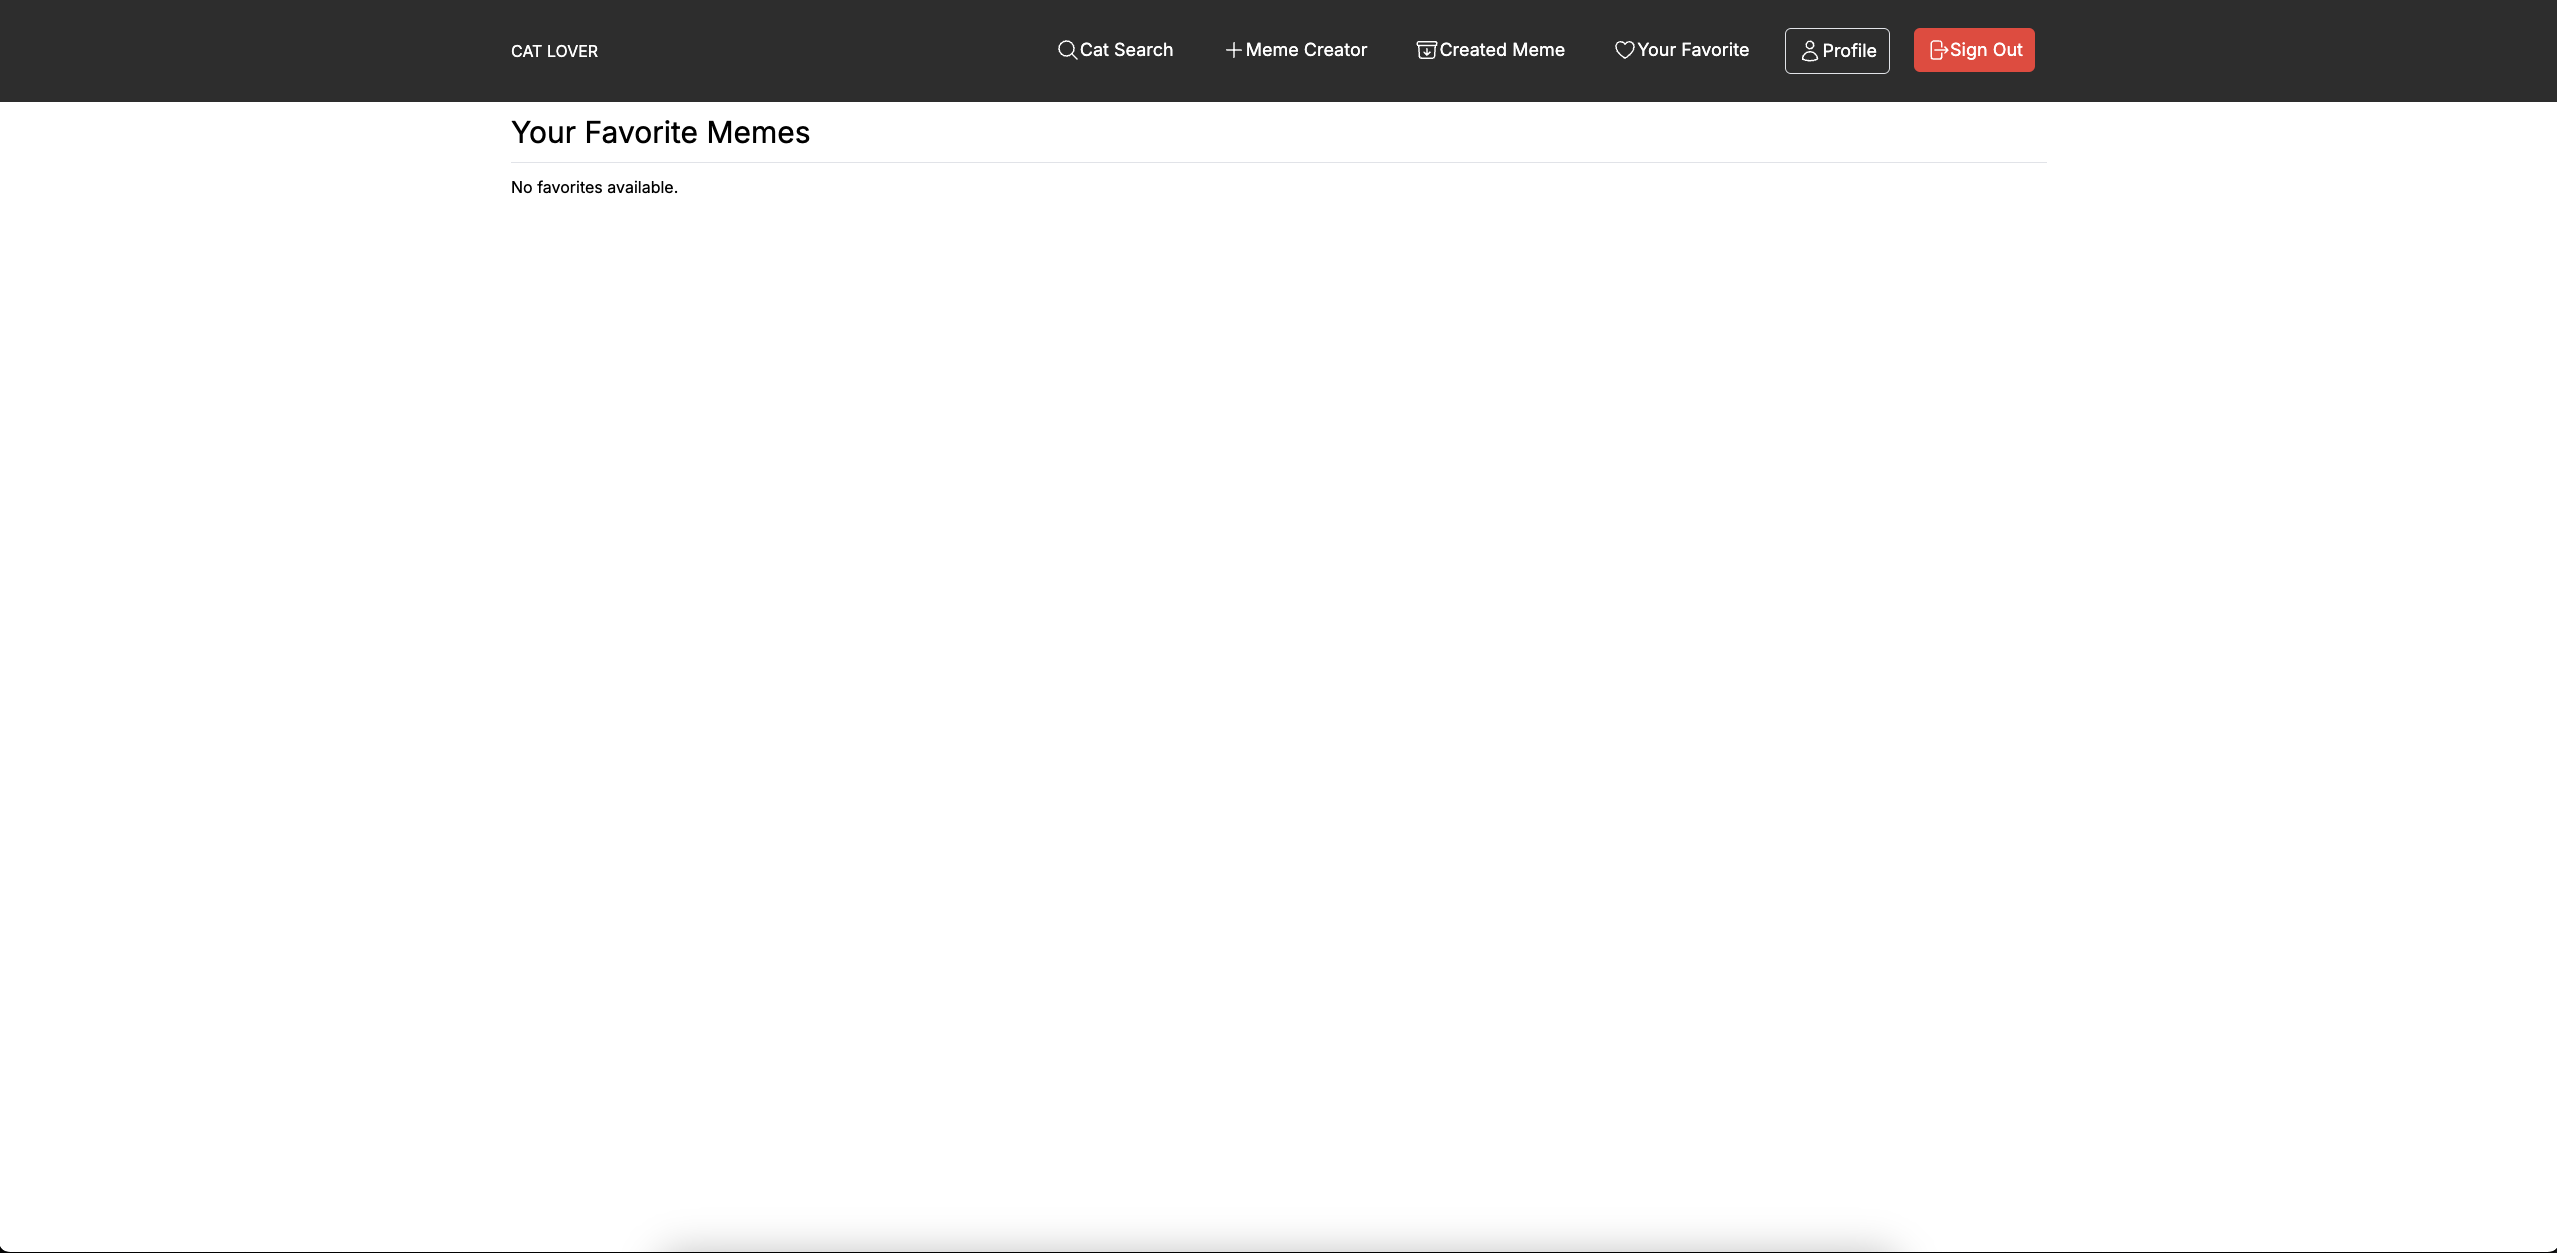 CAT LOVER
Cat Search
Meme Creator
Created Meme
Your Favorite
Profile
Sign Out
Your Favorite Memes
No favorites available.